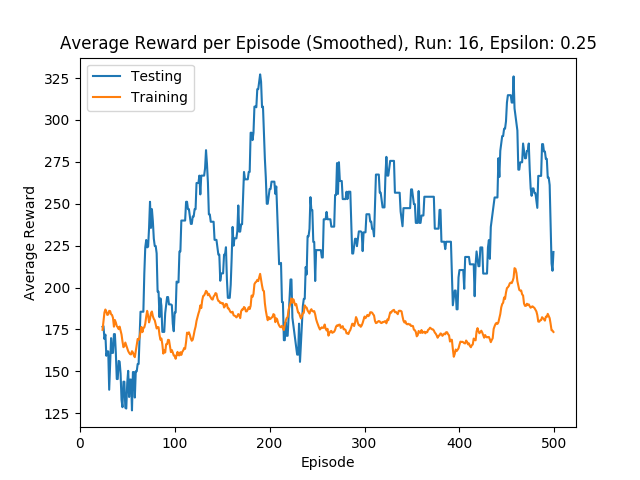 Average Reward per Episode (Smoothed), Run: 16, Epsilon: 0.25
Testing
Training
325
300
275
250
225
200
175
150
125
Average Reward
0 100 200 300 400 500
Episode